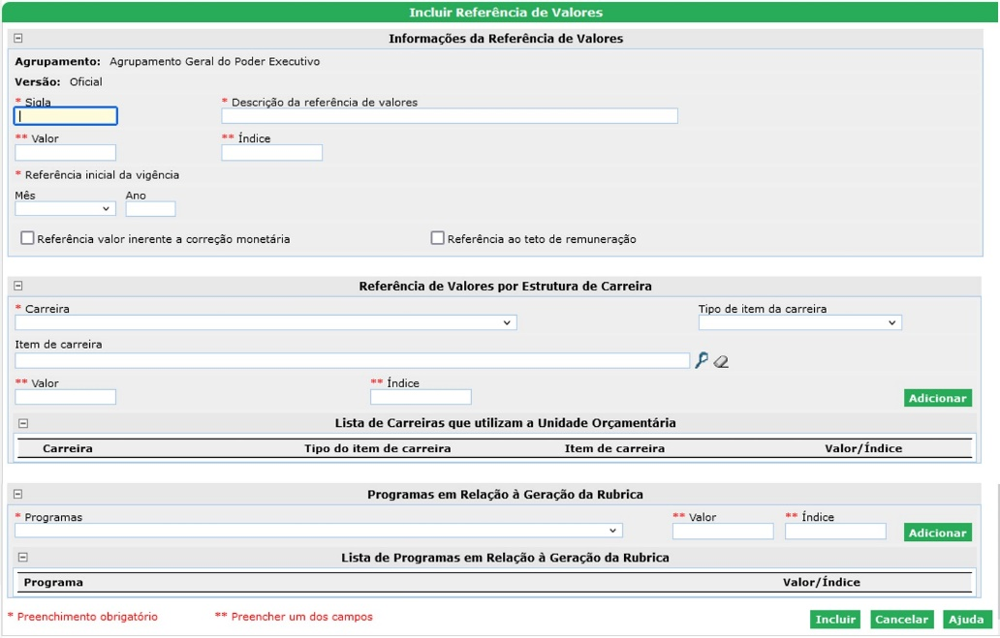 Incluir Referência de Valores
Informações da Referência de Valores
Agrupamento: Agrupamento Geral do Poder Executivo
Versão: Oficial
* Sigla * Descrição da referência de valores
** Valor ** Índice
* Referência inicial da vigência
Mês Ano
Referência valor inerente a correção monetária Referência ao teto de remuneração
Referência de Valores por Estrutura de Carreira
* Carreira Tipo de item da carreira
Item de carreira
** Valor ** Índice
Adicionar
Lista de Carreiras que utilizam a Unidade Orçamentária
Carreira Tipo do item de carreira Item de carreira Valor/Índice
Programas em Relação à Geração da Rubrica
* Programas ** Valor ** Índice
Adicionar
Lista de Programas em Relação à Geração da Rubrica
Programa Valor/Índice
* Preenchimento obrigatório ** Preencher um dos campos
Incluir Cancelar Ajuda